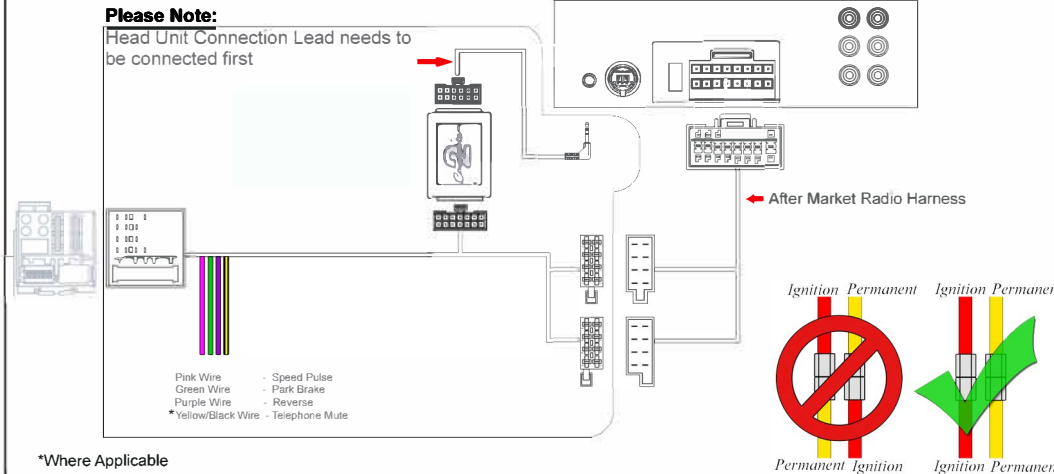 Please Note:
Head Unit Connection Lead needs to
be connected first
After Market Radio Harness
Ignition Permanent
Ignition Permanen
Pink Wire - Speed Pulse
Green Wire - Park Brake
Purple Wire - Reverse
*Yellow/Black Wire - Telephone Mute
Permanent Ignition
Ignition Permanen
*Where Applicable